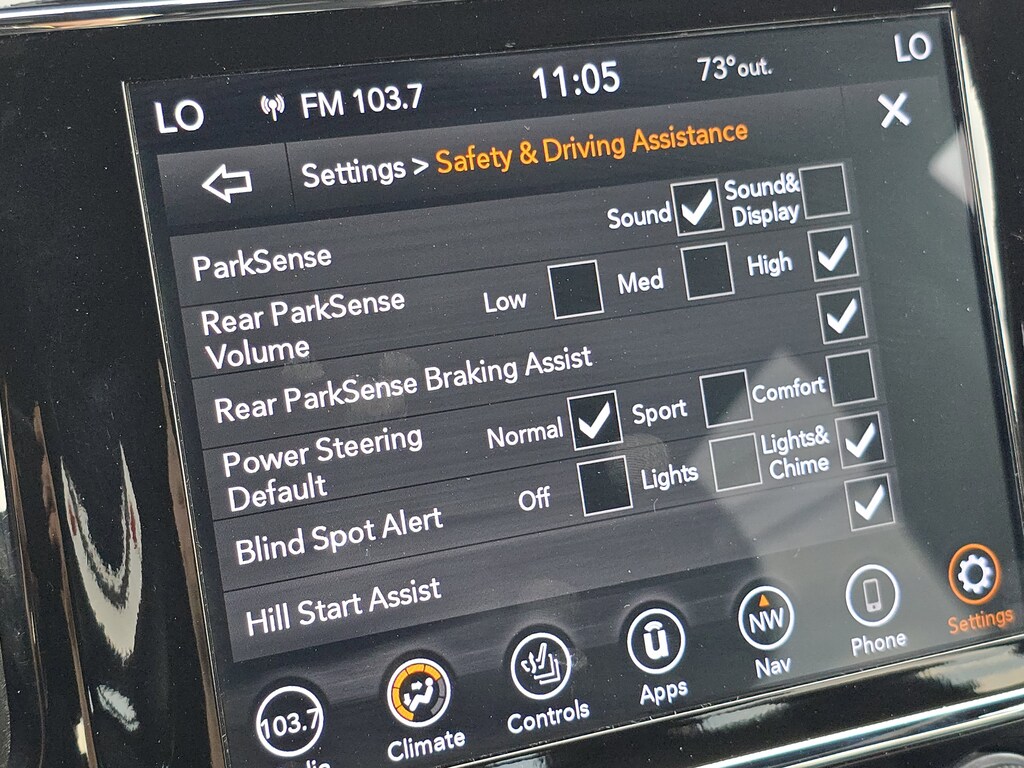 LO FM 103.7 11:05 73°out. LO
Settings > Safety & Driving Assistance
ParkSense Sound Sound&
Display
Rear ParkSense
Volume Low Med High
Rear ParkSense Braking Assist
Power Steering
Default Normal Sport Comfort
Blind Spot Alert Off Lights Lights&
Chime
Hill Start Assist
103.7 Climate Controls Apps NW Nav Phone Settings